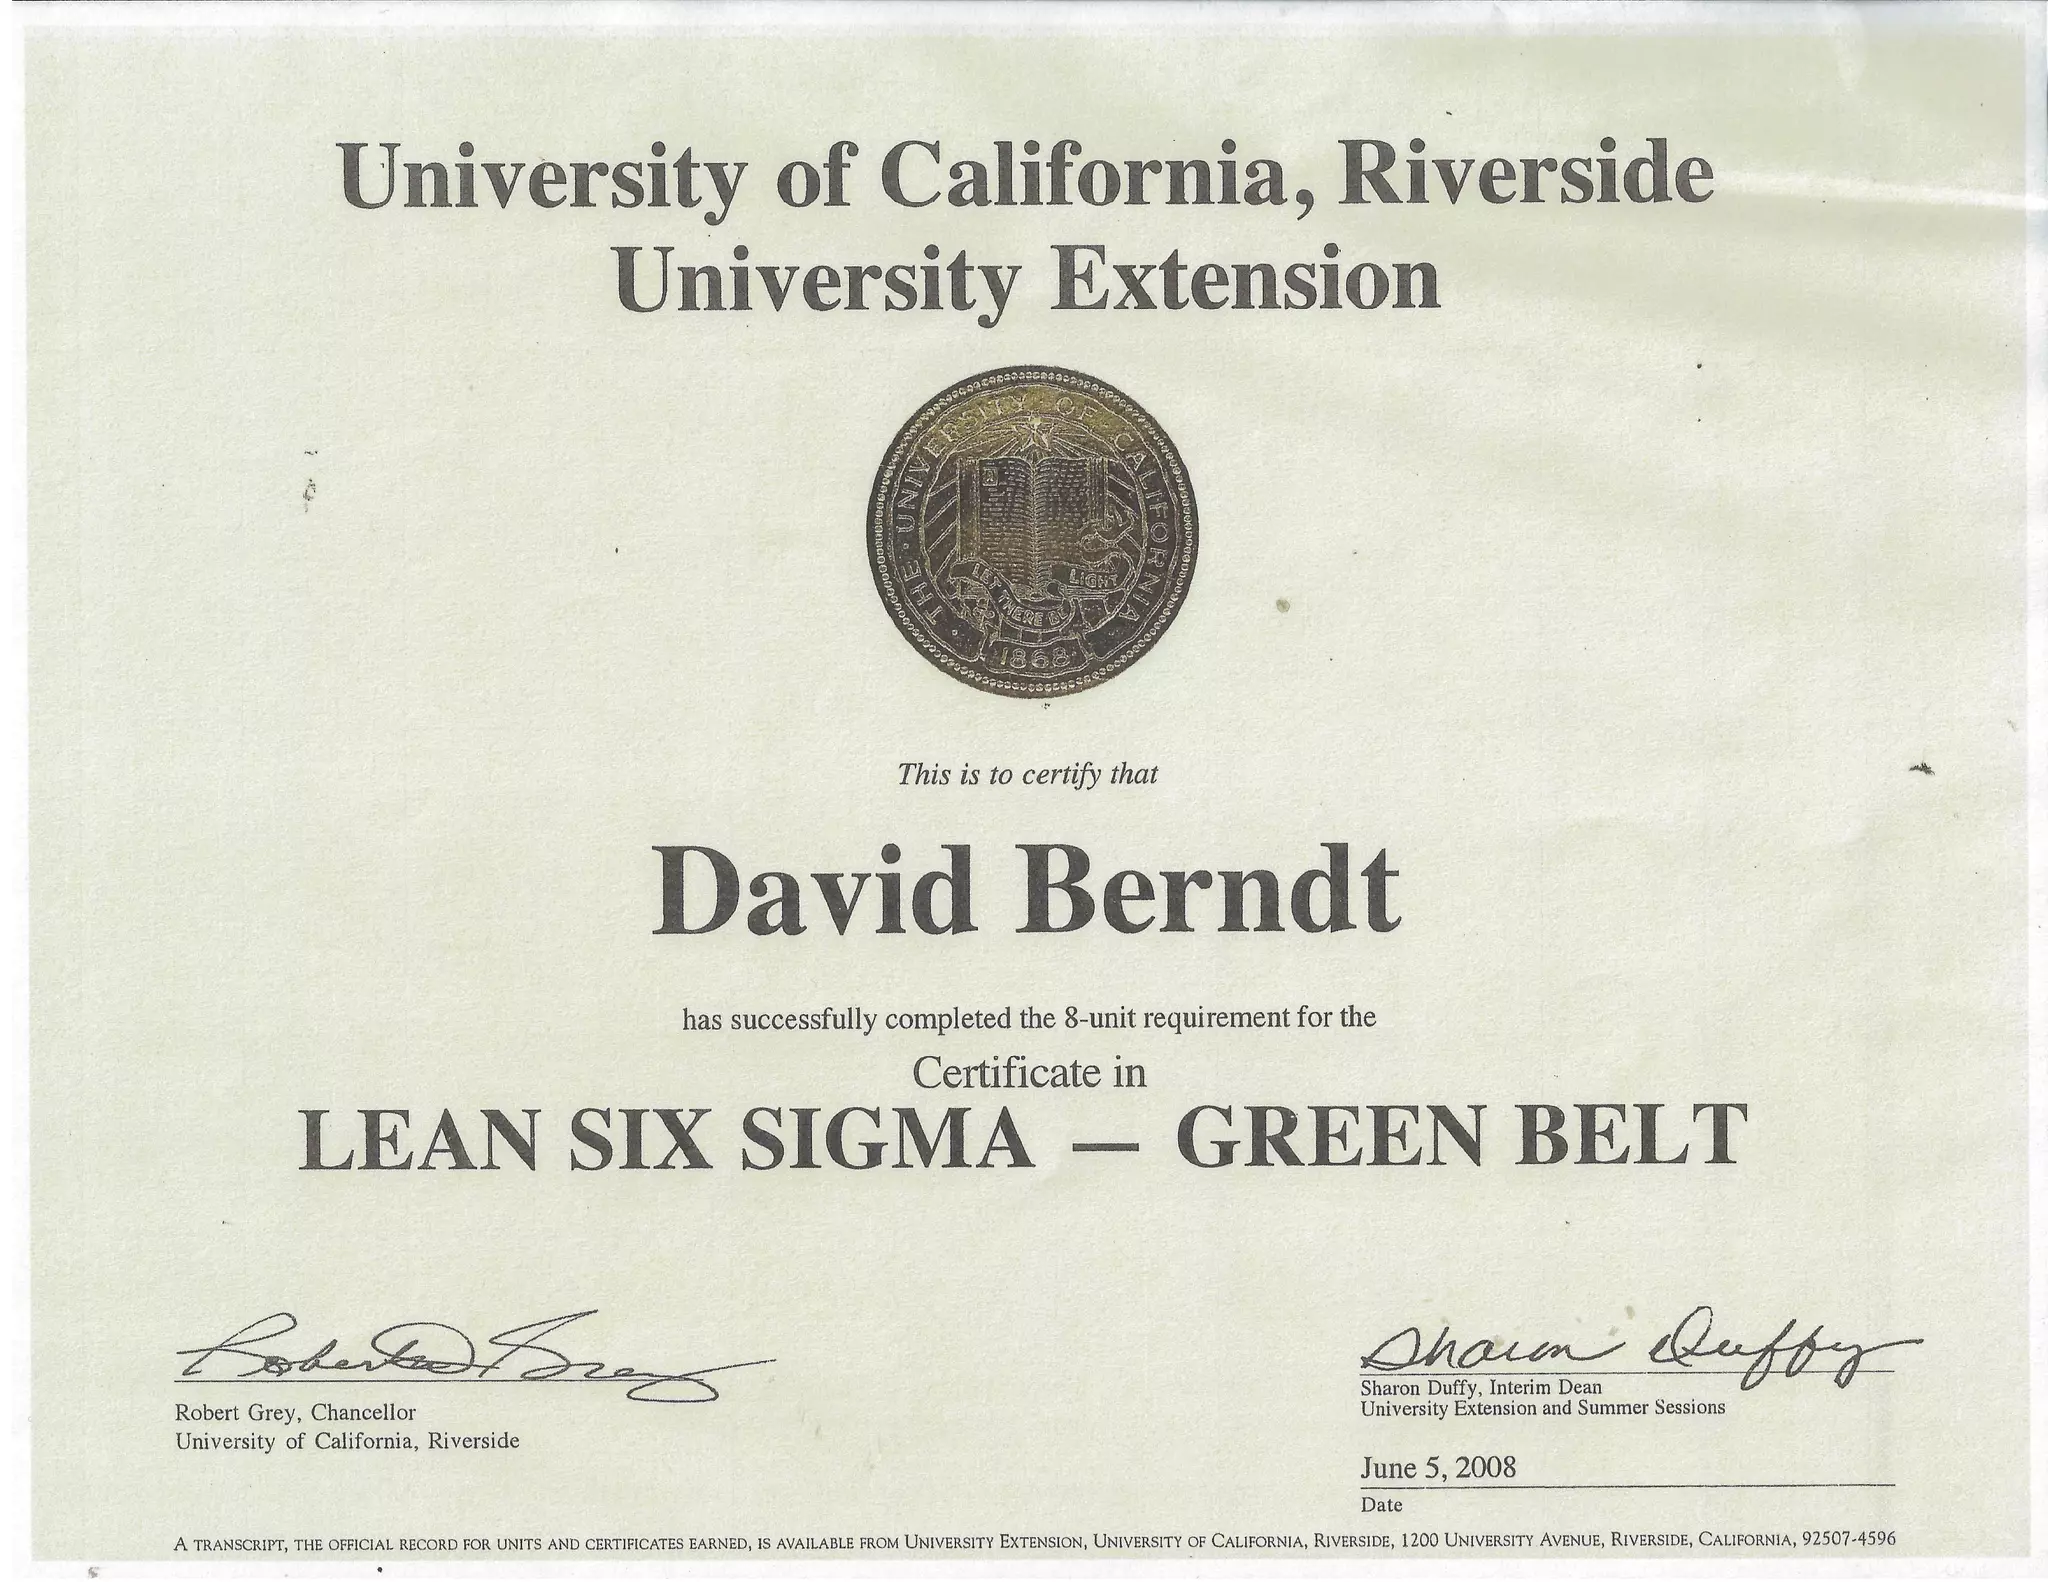 University of California, Riverside
University Extension
THE · UNIVERSITY · OF · CALIFORNIA ·
LET THERE BE LIGHT
· 1868 ·
This is to certify that
David Berndt
has successfully completed the 8-unit requirement for the
Certificate in
LEAN SIX SIGMA — GREEN BELT
Robert Grey
Sharon Duffy
Robert Grey, Chancellor
University of California, Riverside
Sharon Duffy, Interim Dean
University Extension and Summer Sessions
June 5, 2008
Date
A TRANSCRIPT, THE OFFICIAL RECORD FOR UNITS AND CERTIFICATES EARNED, IS AVAILABLE FROM UNIVERSITY EXTENSION, UNIVERSITY OF CALIFORNIA, RIVERSIDE, 1200 UNIVERSITY AVENUE, RIVERSIDE, CALIFORNIA, 92507-4596